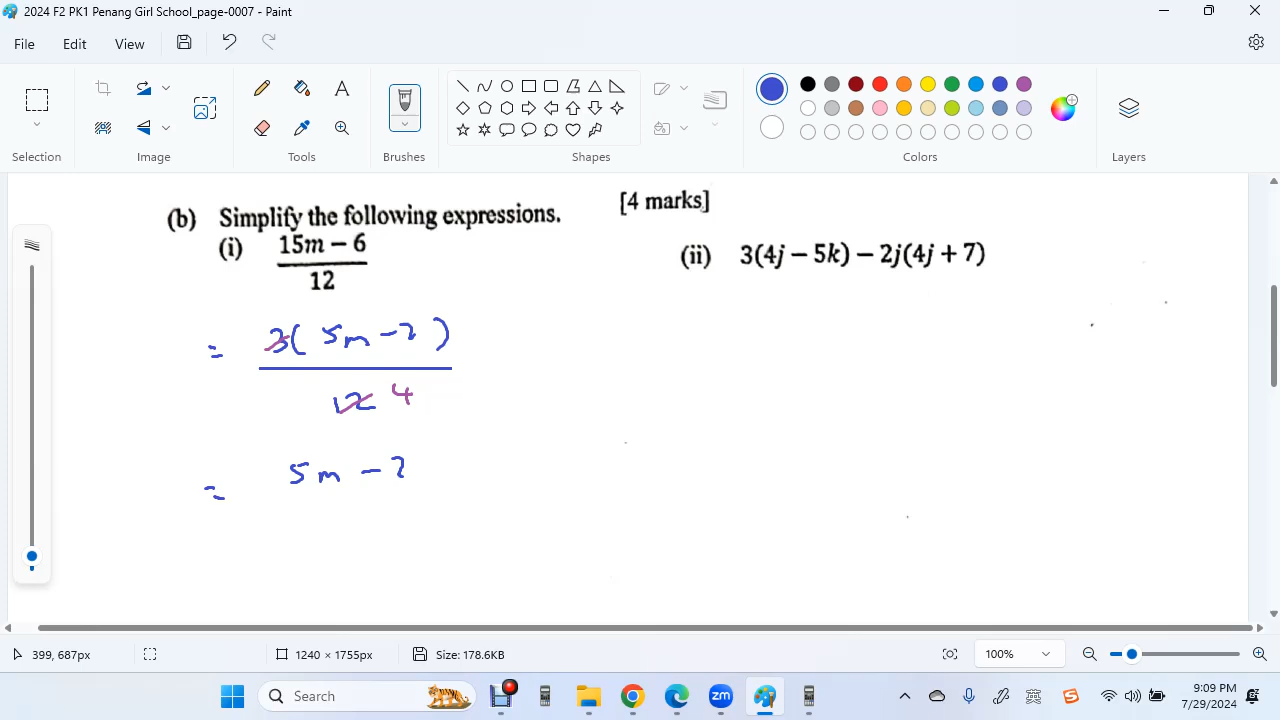 2024 F2 PK1 Penang Girl School_page-0007 - Paint
File Edit View
Selection Image Tools Brushes Shapes Colors Layers
(b) Simplify the following expressions. [4 marks]
(i) 15m − 6
12
(ii) 3(4j − 5k) − 2j(4j + 7)
= 3( 5m − 2 )
12 4
= 5m − 2
399, 687px 1240 × 1755px Size: 178.6KB 100%
Search zm 英 S 9:09 PM
7/29/2024